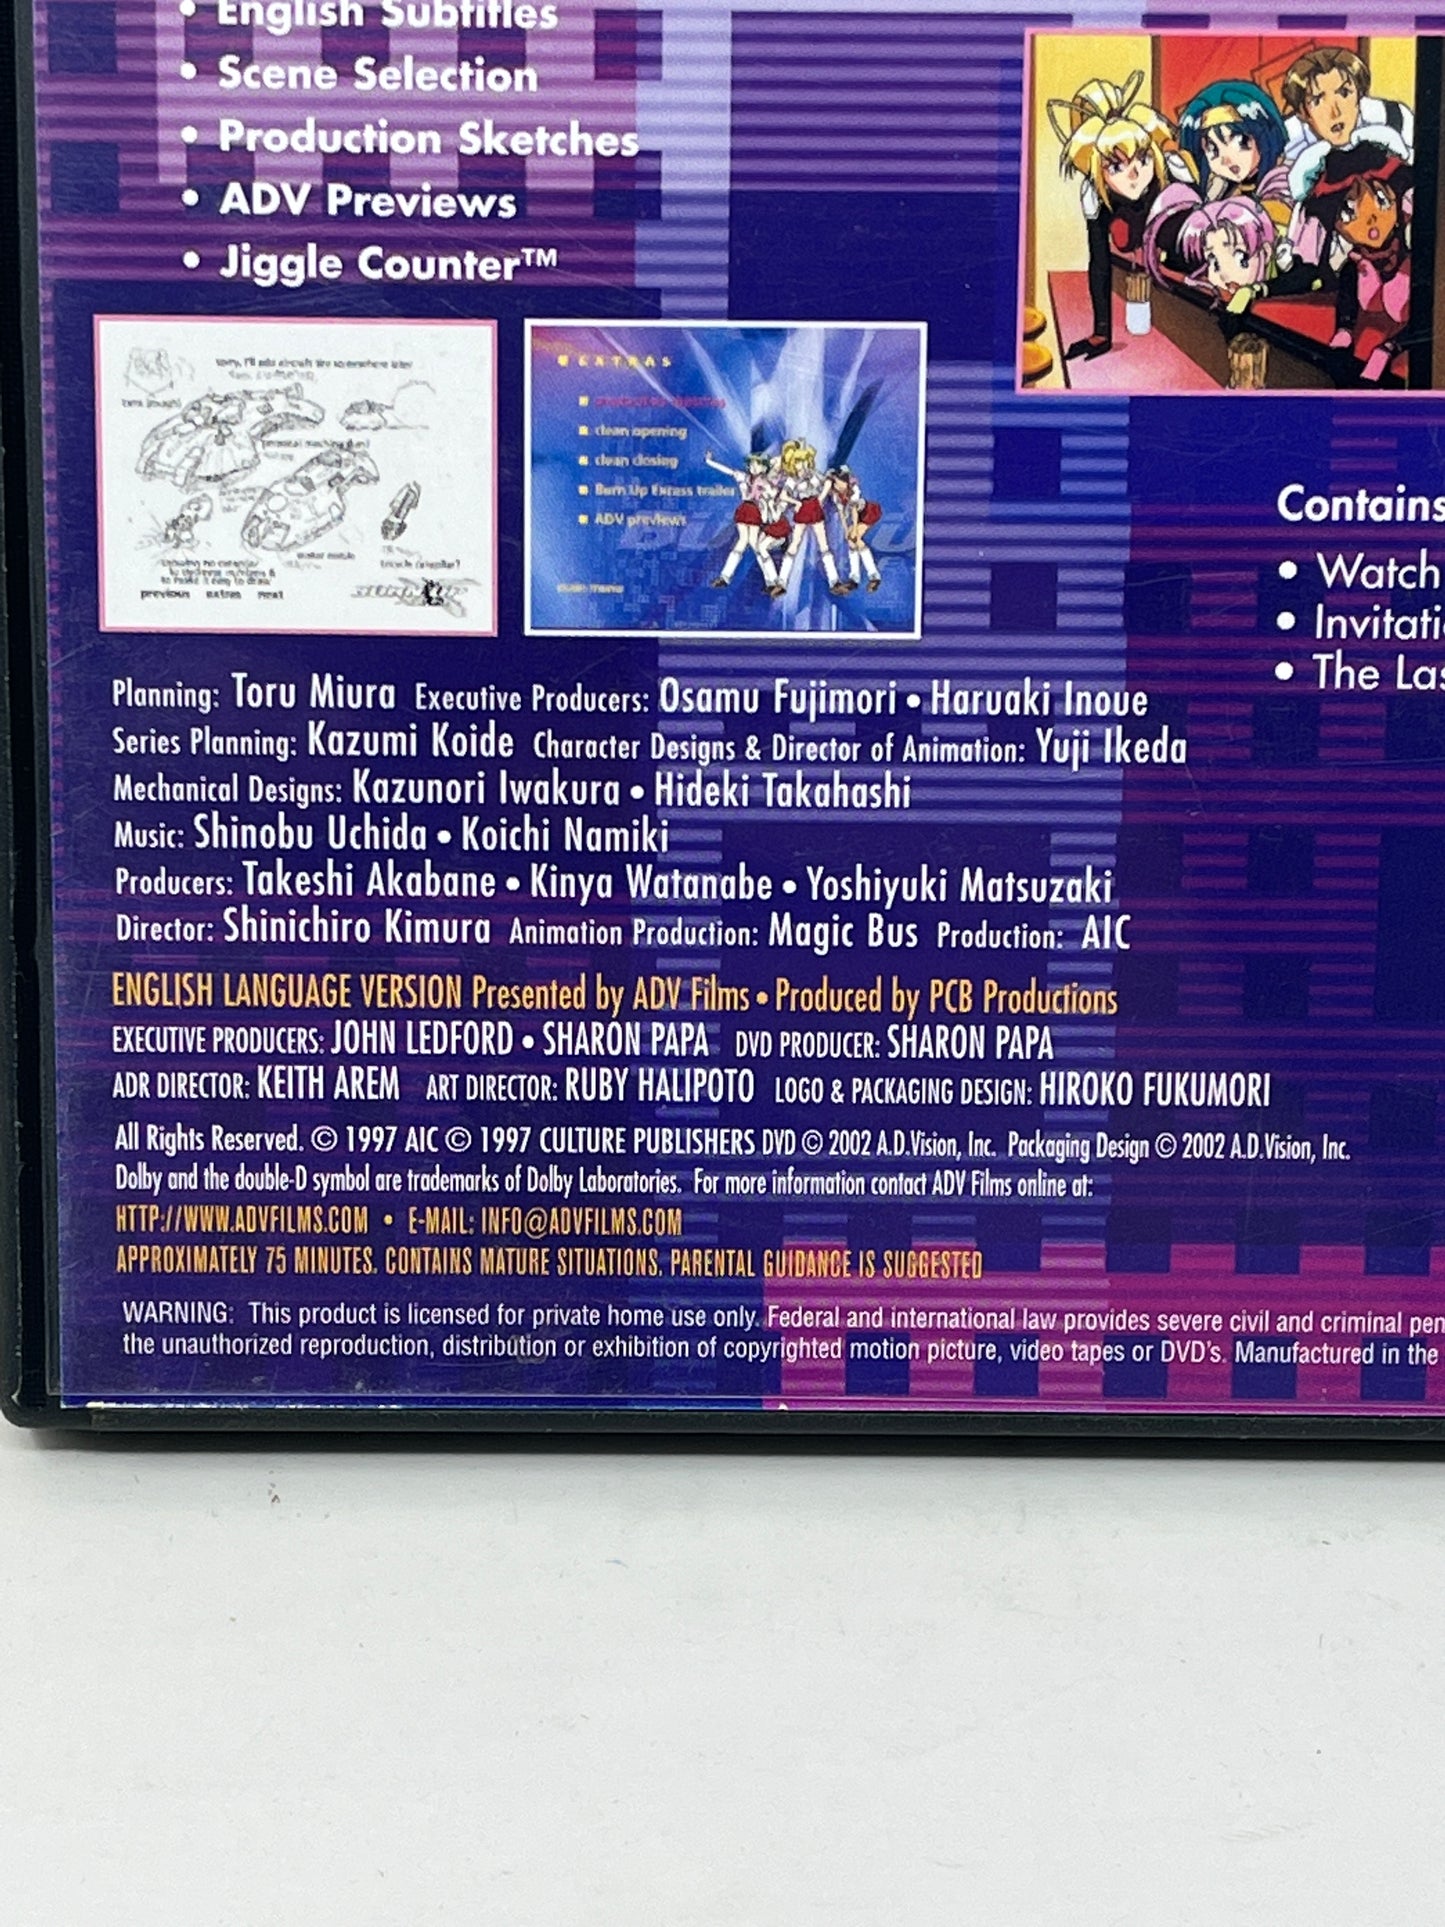 • English Subtitles
• Scene Selection
• Production Sketches
• ADV Previews
• Jiggle Counter™
previous extras next
EXTRAS
clean opening
clean closing
Burn Up Excess trailer
ADV previews
main menu
Contains
• Watch
• Invitati
• The Las
Planning: Toru Miura Executive Producers: Osamu Fujimori • Haruaki Inoue
Series Planning: Kazumi Koide Character Designs & Director of Animation: Yuji Ikeda
Mechanical Designs: Kazunori Iwakura • Hideki Takahashi
Music: Shinobu Uchida • Koichi Namiki
Producers: Takeshi Akabane • Kinya Watanabe • Yoshiyuki Matsuzaki
Director: Shinichiro Kimura Animation Production: Magic Bus Production: AIC
ENGLISH LANGUAGE VERSION Presented by ADV Films • Produced by PCB Productions
EXECUTIVE PRODUCERS: JOHN LEDFORD • SHARON PAPA DVD PRODUCER: SHARON PAPA
ADR DIRECTOR: KEITH AREM ART DIRECTOR: RUBY HALIPOTO LOGO & PACKAGING DESIGN: HIROKO FUKUMORI
All Rights Reserved. © 1997 AIC © 1997 CULTURE PUBLISHERS DVD © 2002 A.D.Vision, Inc. Packaging Design © 2002 A.D.Vision, Inc.
Dolby and the double-D symbol are trademarks of Dolby Laboratories. For more information contact ADV Films online at:
HTTP://WWW.ADVFILMS.COM • E-MAIL: INFO@ADVFILMS.COM
APPROXIMATELY 75 MINUTES. CONTAINS MATURE SITUATIONS. PARENTAL GUIDANCE IS SUGGESTED
WARNING: This product is licensed for private home use only. Federal and international law provides severe civil and criminal pen
the unauthorized reproduction, distribution or exhibition of copyrighted motion picture, video tapes or DVD's. Manufactured in the